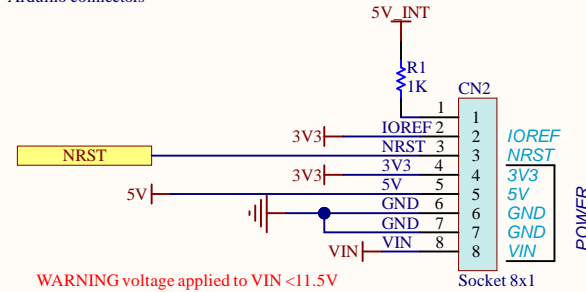 Arduino connectors
5V_INT
R1
1K
CN2
1 1
3V3 IOREF 2 2 IOREF
NRST NRST 3 3 NRST
3V3 3V3 4 4 3V3
5V 5V 5 5 5V
GND 6 6 GND
GND 7 7 GND
VIN VIN 8 8 VIN
POWER
WARNING voltage applied to VIN <11.5V
Socket 8x1